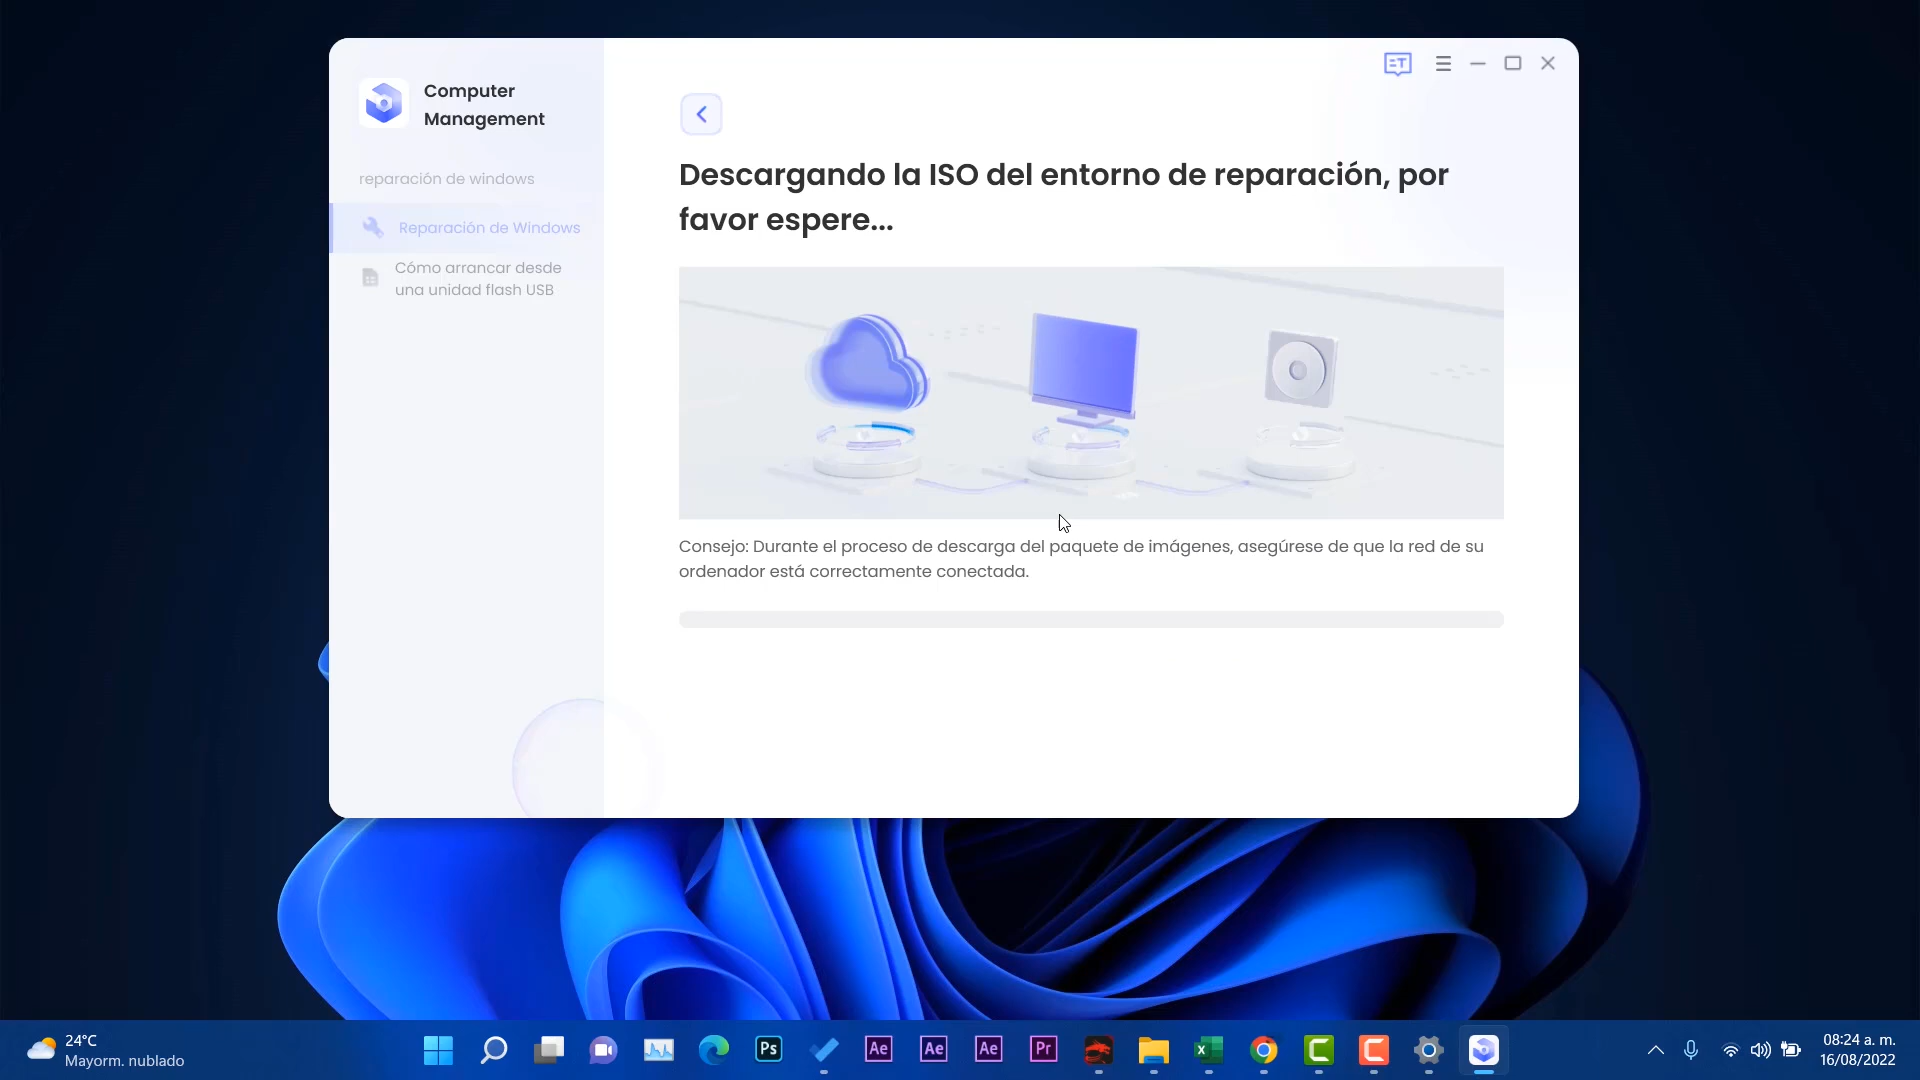 Computer
Management
reparación de windows
Reparación de Windows
Cómo arrancar desde
una unidad flash USB
Descargando la ISO del entorno de reparación, por
favor espere...
Consejo: Durante el proceso de descarga del paquete de imágenes, asegúrese de que la red de su
ordenador está correctamente conectada.
24°C
Mayorm. nublado
Ps
Ae
Ae
Ae
Pr
08:24 a. m.
16/08/2022